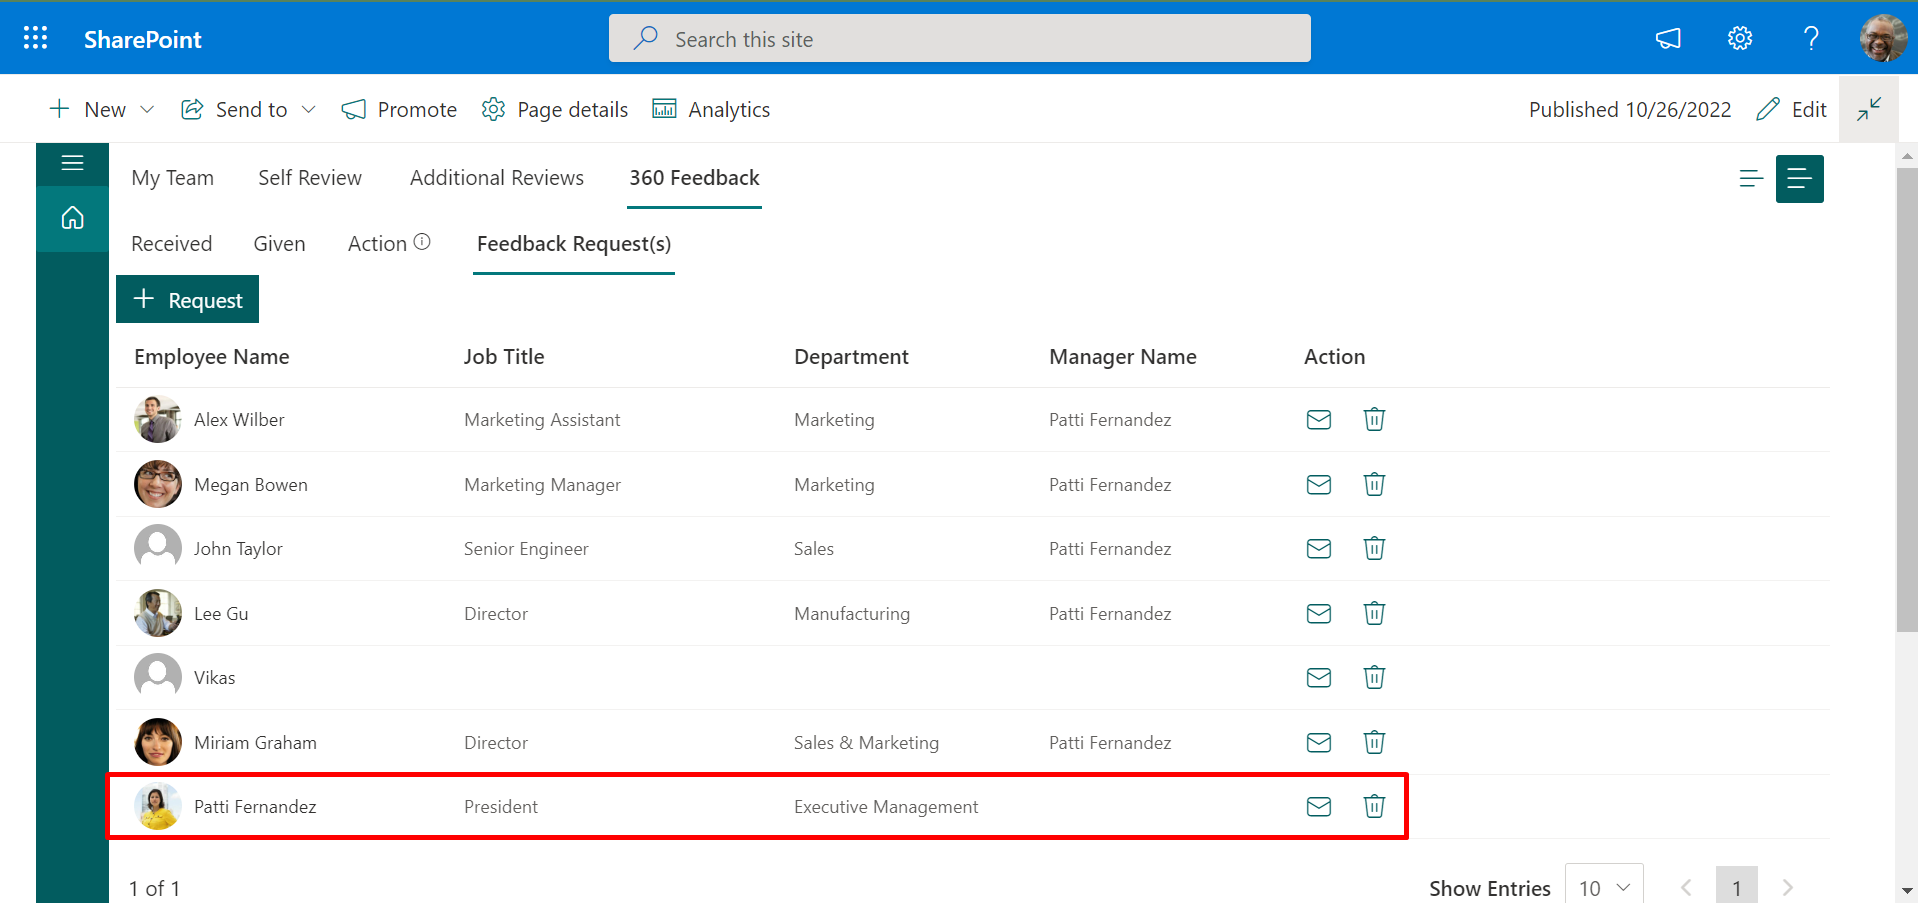 SharePoint
Search this site
New
Send to
Promote
Page details
Analytics
Published 10/26/2022
Edit
My Team
Self Review
Additional Reviews
360 Feedback
Received
Given
Action
Feedback Request(s)
Request
Employee Name Job Title Department Manager Name Action
Alex Wilber Marketing Assistant Marketing Patti Fernandez
Megan Bowen Marketing Manager Marketing Patti Fernandez
John Taylor Senior Engineer Sales Patti Fernandez
Lee Gu Director Manufacturing Patti Fernandez
Vikas
Miriam Graham Director Sales & Marketing Patti Fernandez
Patti Fernandez President Executive Management
1 of 1
Show Entries 10 1